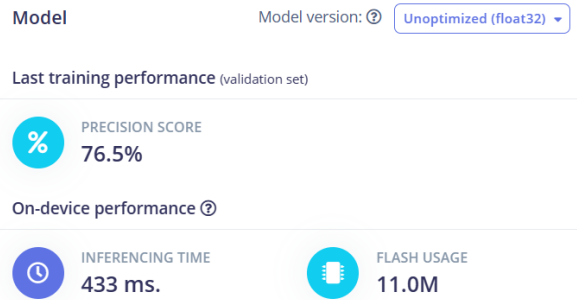 Model
Model version:
Unoptimized (float32)
Last training performance (validation set)
PRECISION SCORE
76.5%
On-device performance
INFERENCING TIME
433 ms.
FLASH USAGE
11.0M